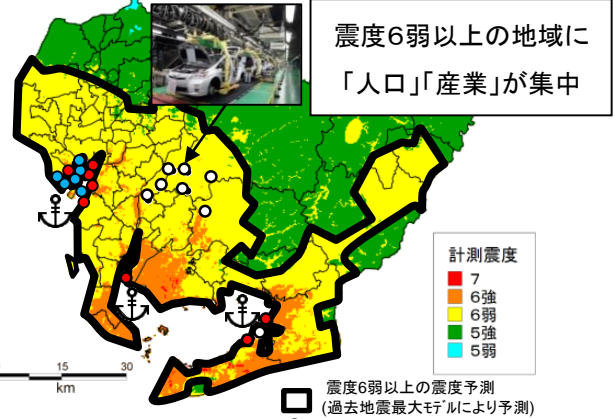 震度6弱以上の地域に
「人口」「産業」が集中
計測震度
7
6強
6弱
5強
5弱
15 30
km
震度6弱以上の震度予測
(過去地震最大モデルにより予測)